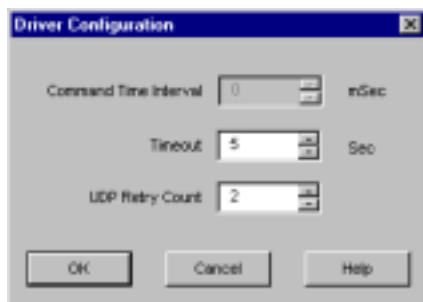 Driver Configuration
Command Time Interval 0 mSec
Timeout 5 Sec
UDP Retry Count 2
OK Cancel Help